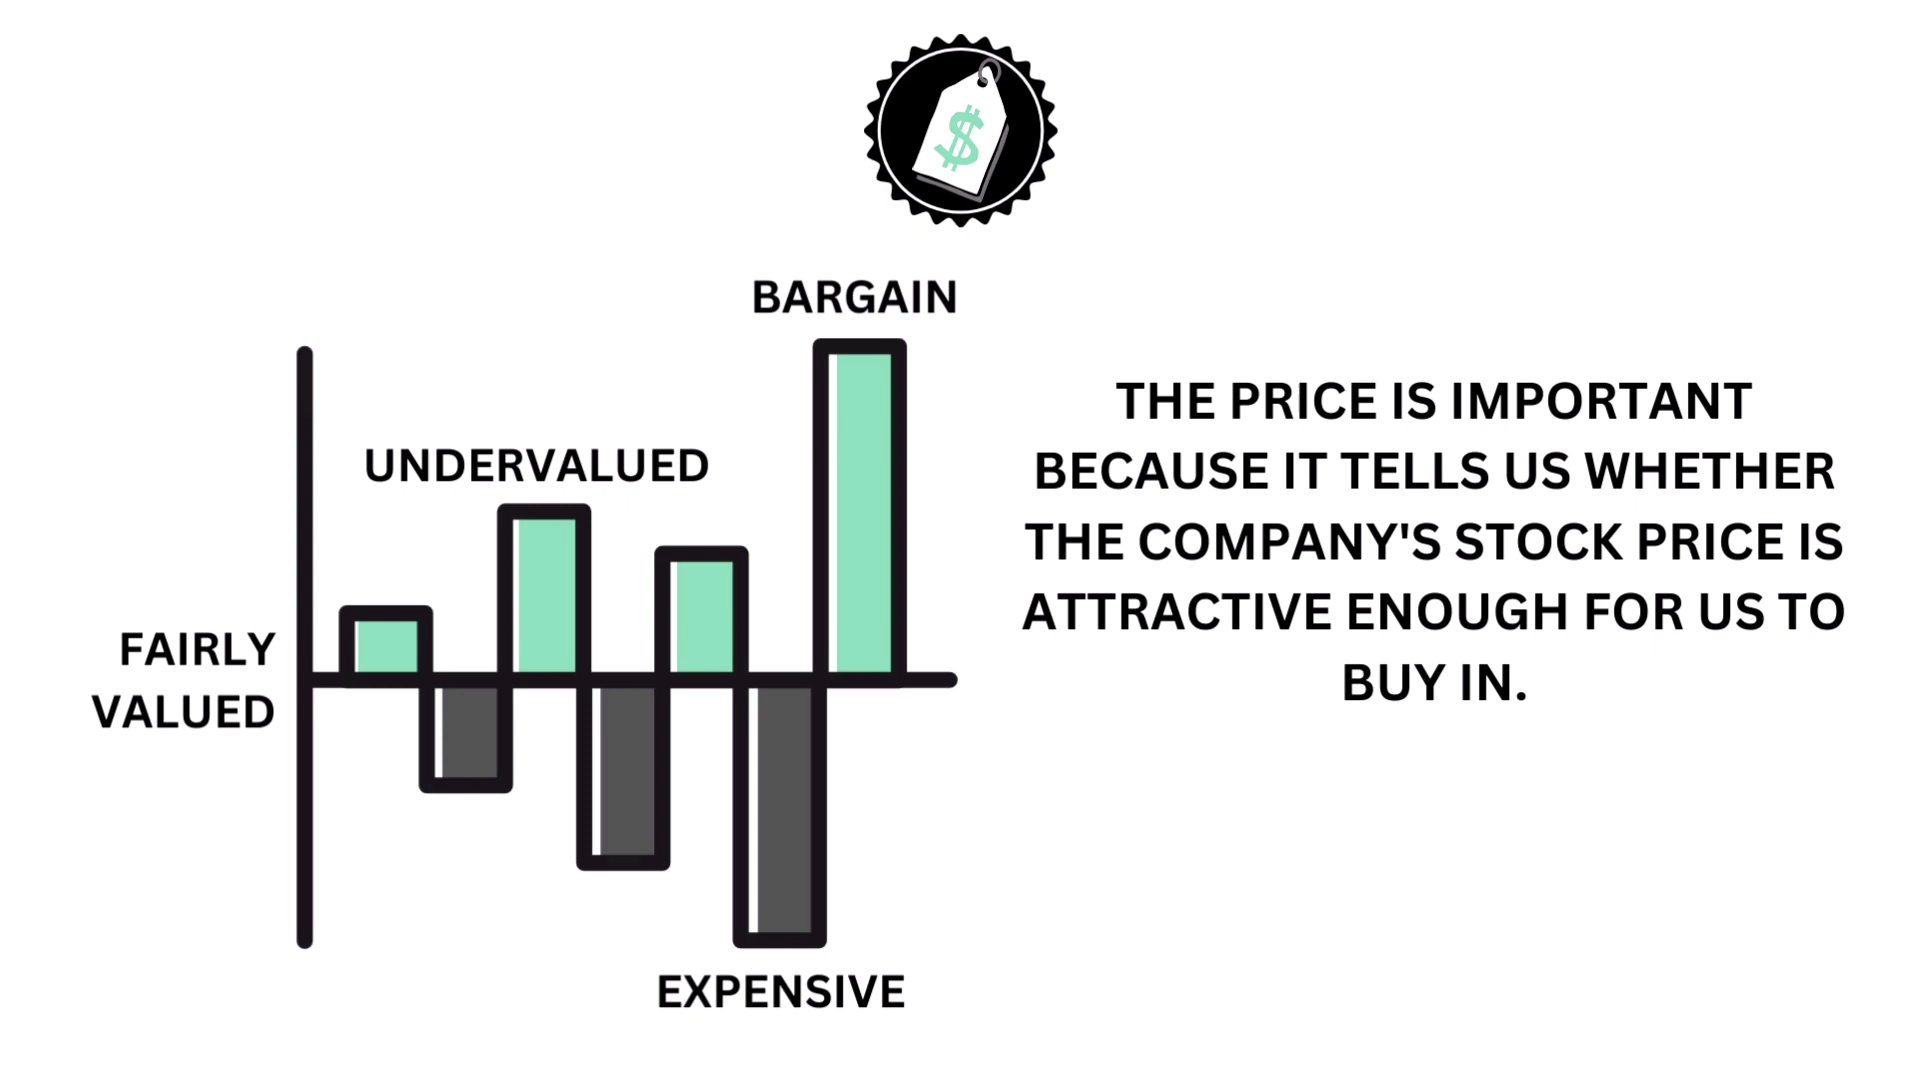 $
BARGAIN
UNDERVALUED
FAIRLY
VALUED
EXPENSIVE
THE PRICE IS IMPORTANT
BECAUSE IT TELLS US WHETHER
THE COMPANY'S STOCK PRICE IS
ATTRACTIVE ENOUGH FOR US TO
BUY IN.